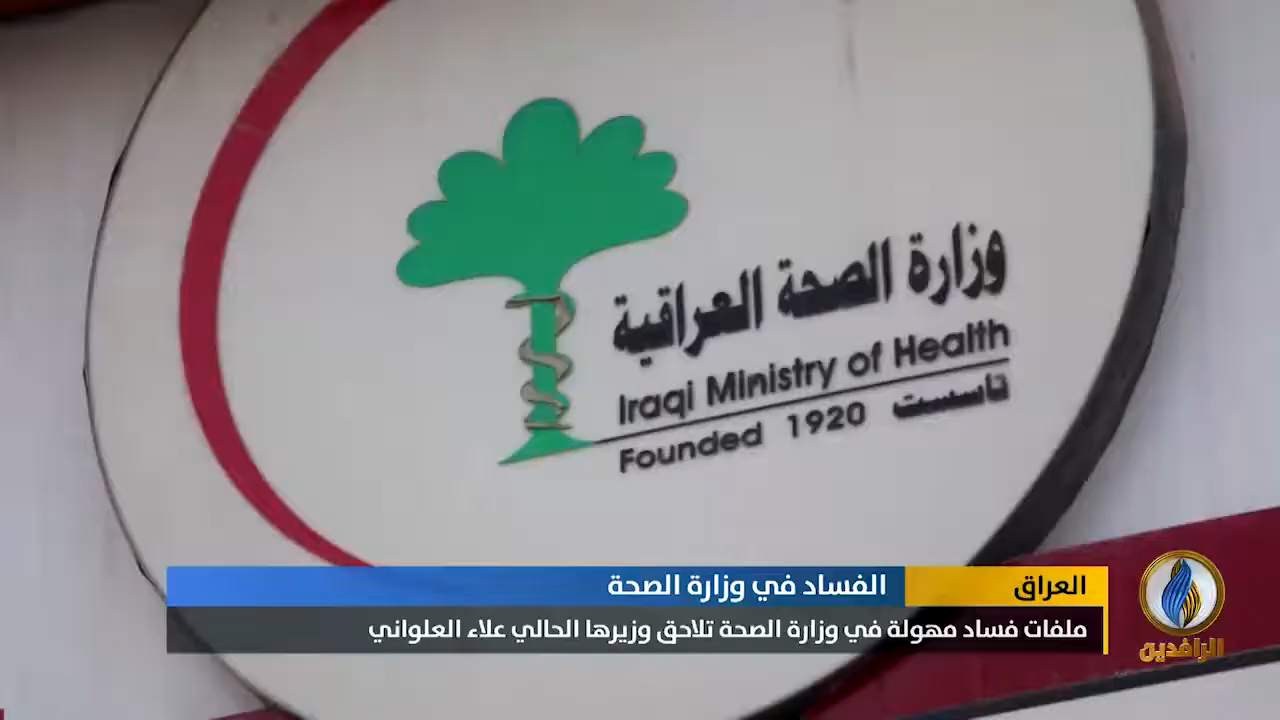 وزارة الصحة العراقية
Iraqi Ministry of Health
Founded 1920 تاسست
العراق
الفساد في وزارة الصحة
ملفات فساد مهولة في وزارة الصحة تلاحق وزيرها الحالي علاء العلواني
الرافدين